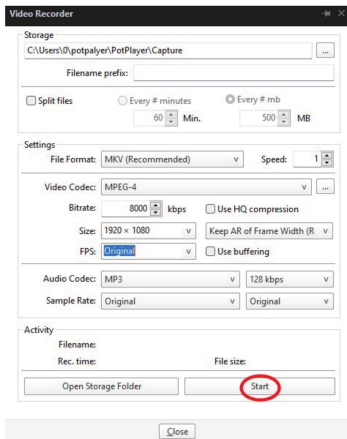 Video Recorder
Storage
C:\Users\0\potpalyer\PotPlayer\Capture ...
Filename prefix:
Split files Every # minutes Every # mb
60 Min. 500 MB
Settings
File Format: MKV (Recommended) Speed: 1
Video Codec: MPEG-4 ...
Bitrate: 8000 kbps Use HQ compression
Size: 1920 × 1080 Keep AR of Frame Width (R
FPS: Original Use buffering
Audio Codec: MP3 128 kbps
Sample Rate: Original Original
Activity
Filename:
Rec. time: File size:
Open Storage Folder Start
Close